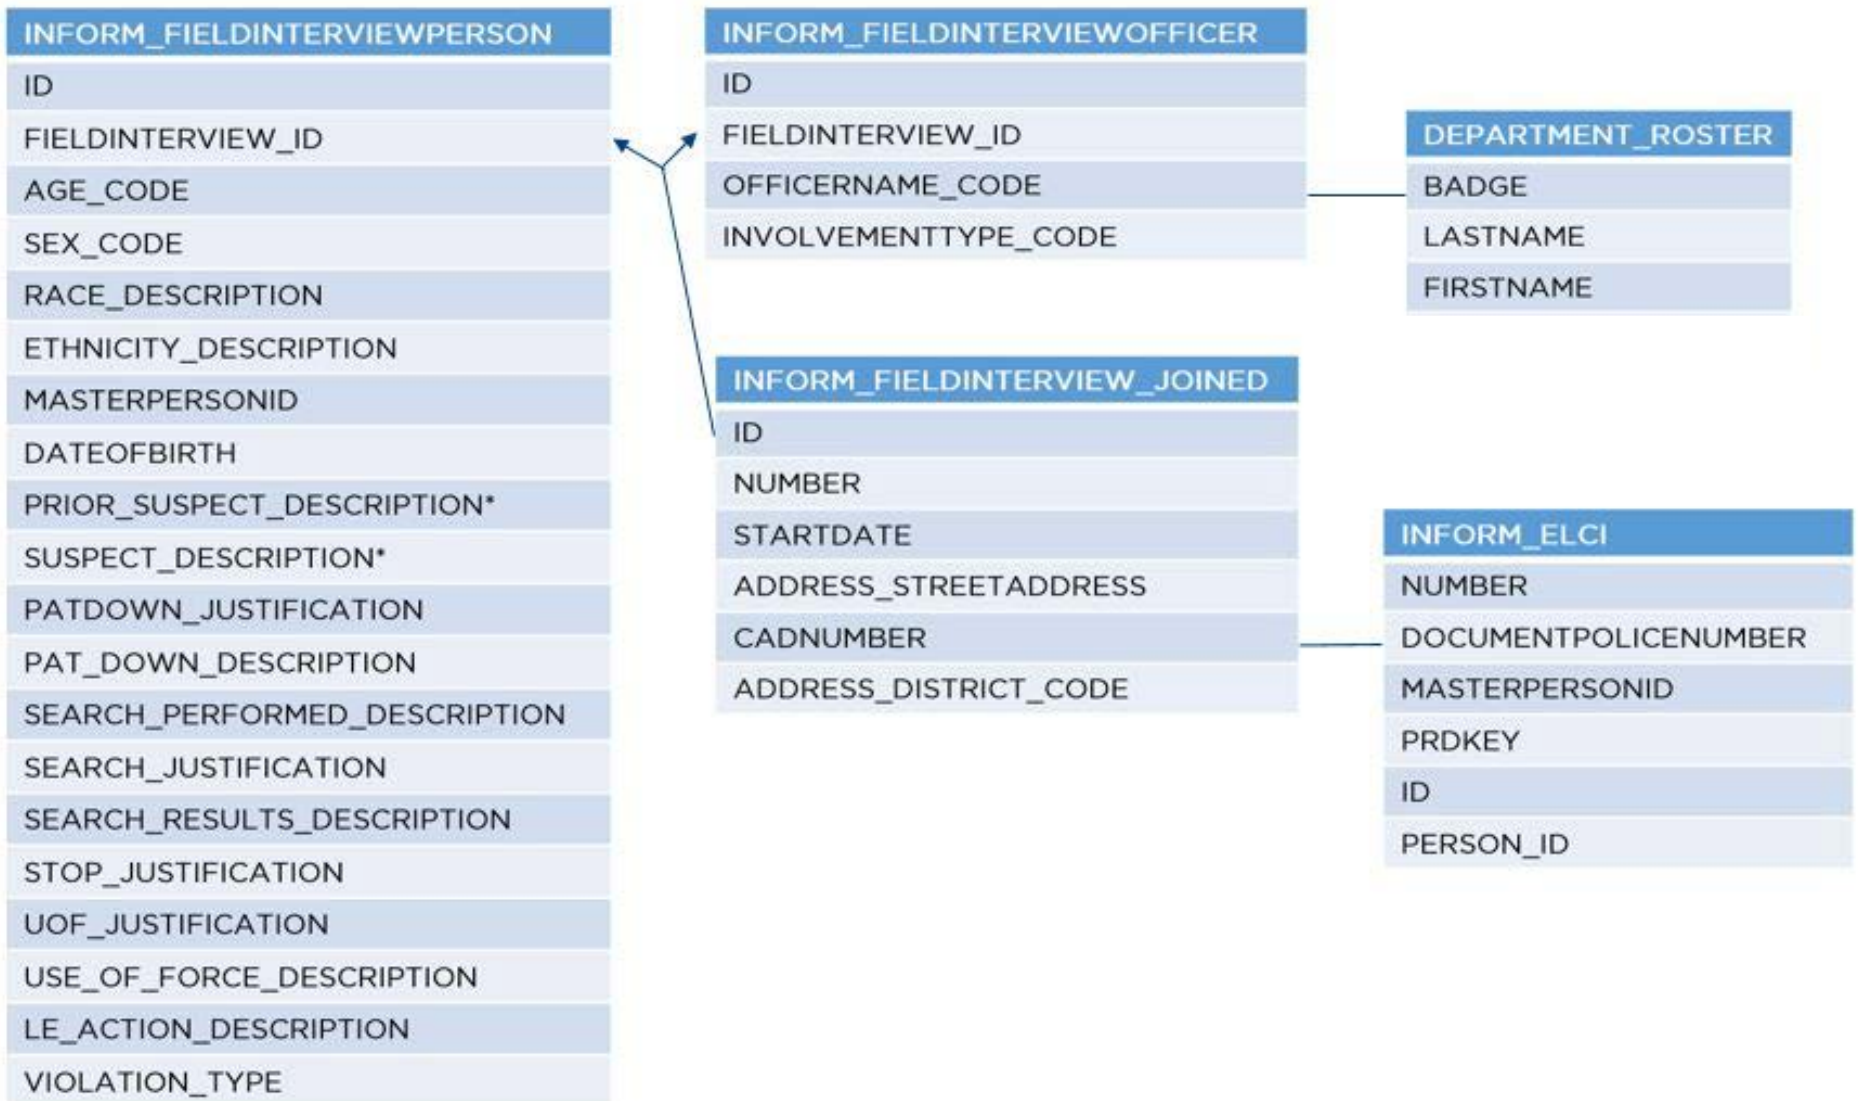 INFORM_FIELDINTERVIEWPERSON
ID
FIELDINTERVIEW_ID
AGE_CODE
SEX_CODE
RACE_DESCRIPTION
ETHNICITY_DESCRIPTION
MASTERPERSONID
DATEOFBIRTH
PRIOR_SUSPECT_DESCRIPTION*
SUSPECT_DESCRIPTION*
PATDOWN_JUSTIFICATION
PAT_DOWN_DESCRIPTION
SEARCH_PERFORMED_DESCRIPTION
SEARCH_JUSTIFICATION
SEARCH_RESULTS_DESCRIPTION
STOP_JUSTIFICATION
UOF_JUSTIFICATION
USE_OF_FORCE_DESCRIPTION
LE_ACTION_DESCRIPTION
VIOLATION_TYPE
INFORM_FIELDINTERVIEWOFFICER
ID
FIELDINTERVIEW_ID
OFFICERNAME_CODE
INVOLVEMENTTYPE_CODE
DEPARTMENT_ROSTER
BADGE
LASTNAME
FIRSTNAME
INFORM_FIELDINTERVIEW_JOINED
ID
NUMBER
STARTDATE
ADDRESS_STREETADDRESS
CADNUMBER
ADDRESS_DISTRICT_CODE
INFORM_ELCI
NUMBER
DOCUMENTPOLICENUMBER
MASTERPERSONID
PRDKEY
ID
PERSON_ID